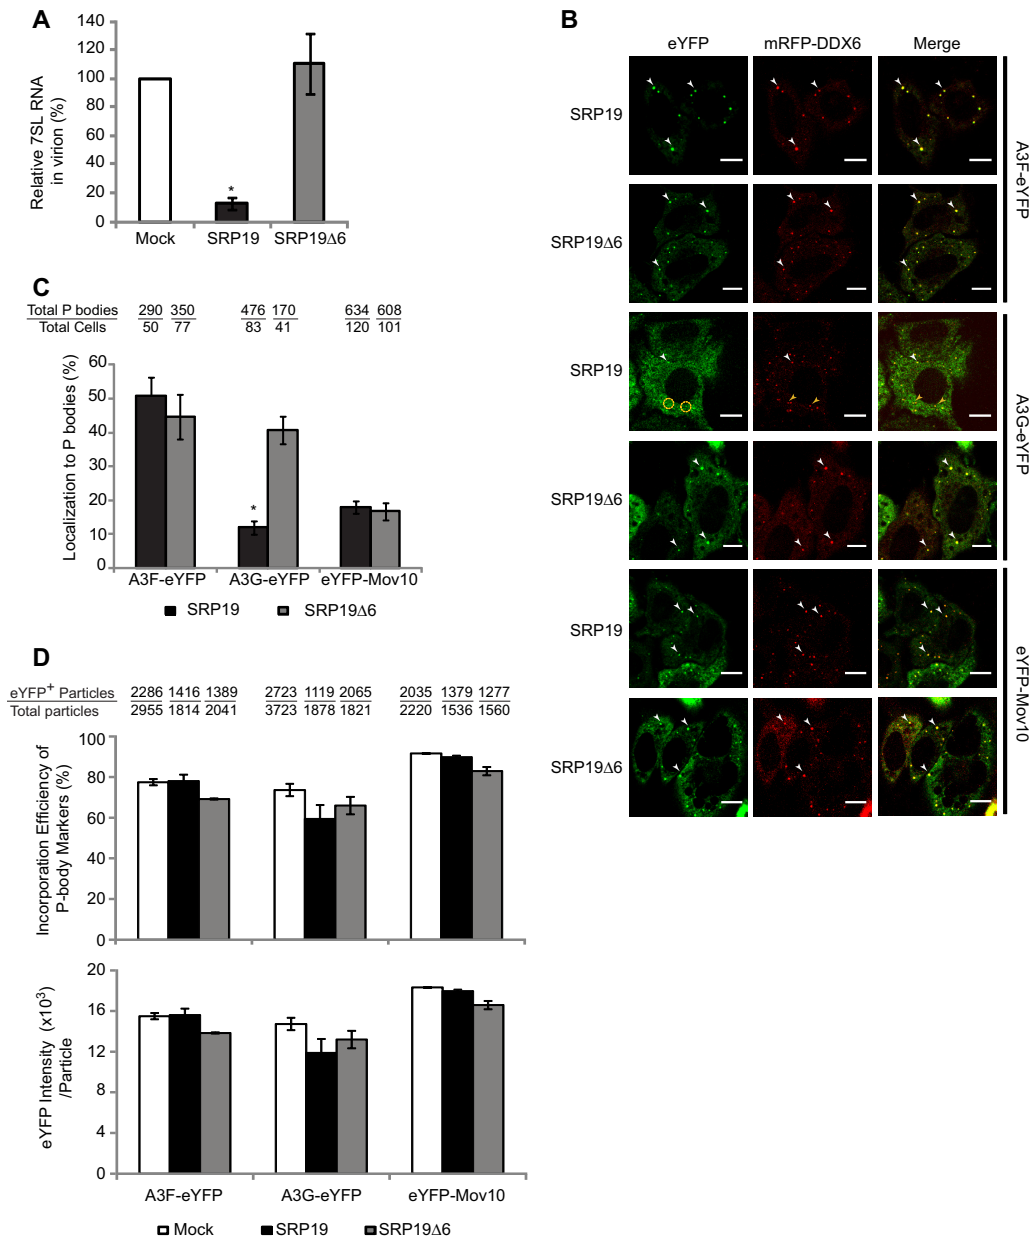 A
Relative 7SL RNA
in virion (%)
140
120
100
80
60
40
20
0
*
Mock SRP19 SRP19Δ6
B
eYFP mRFP-DDX6 Merge
SRP19
SRP19Δ6
A3F-eYFP
SRP19
SRP19Δ6
A3G-eYFP
SRP19
SRP19Δ6
eYFP-Mov10
C
Total P bodies 290 350 476 170 634 608
Total Cells 50 77 83 41 120 101
Localization to P bodies (%)
60
50
40
30
20
10
0
*
A3F-eYFP A3G-eYFP eYFP-Mov10
SRP19 SRP19Δ6
D
eYFP+ Particles 2286 1416 1389 2723 1119 2065 2035 1379 1277
Total particles 2955 1814 2041 3723 1878 1821 2220 1536 1560
Incorporation Efficiency of
P-body Markers (%)
100
80
60
40
20
0
eYFP Intensity (x10³)
/Particle
20
16
12
8
4
0
A3F-eYFP A3G-eYFP eYFP-Mov10
Mock SRP19 SRP19Δ6